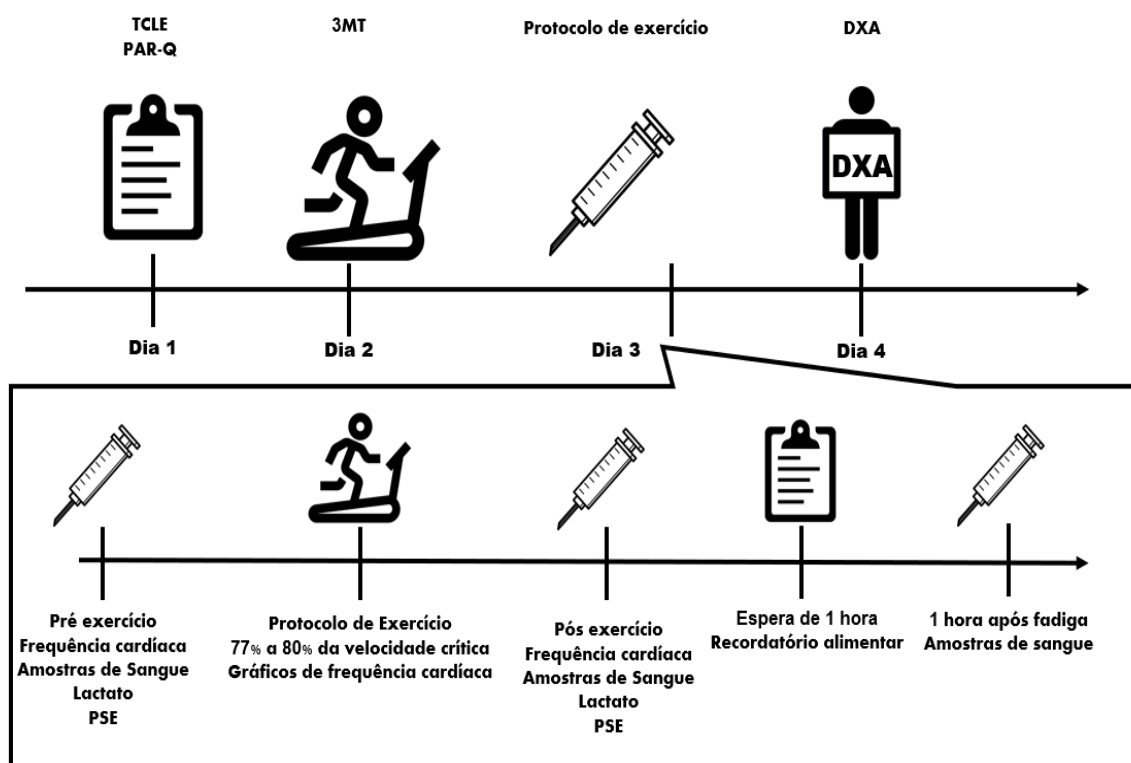 TCLE
PAR-Q
3MT
Protocolo de exercício
DXA
DXA
Dia 1
Dia 2
Dia 3
Dia 4
Pré exercício
Frequência cardíaca
Amostras de Sangue
Lactato
PSE
Protocolo de Exercício
77% a 80% da velocidade crítica
Gráficos de frequência cardíaca
Pós exercício
Frequência cardíaca
Amostras de Sangue
Lactato
PSE
Espera de 1 hora
Recordatório alimentar
1 hora após fadiga
Amostras de sangue